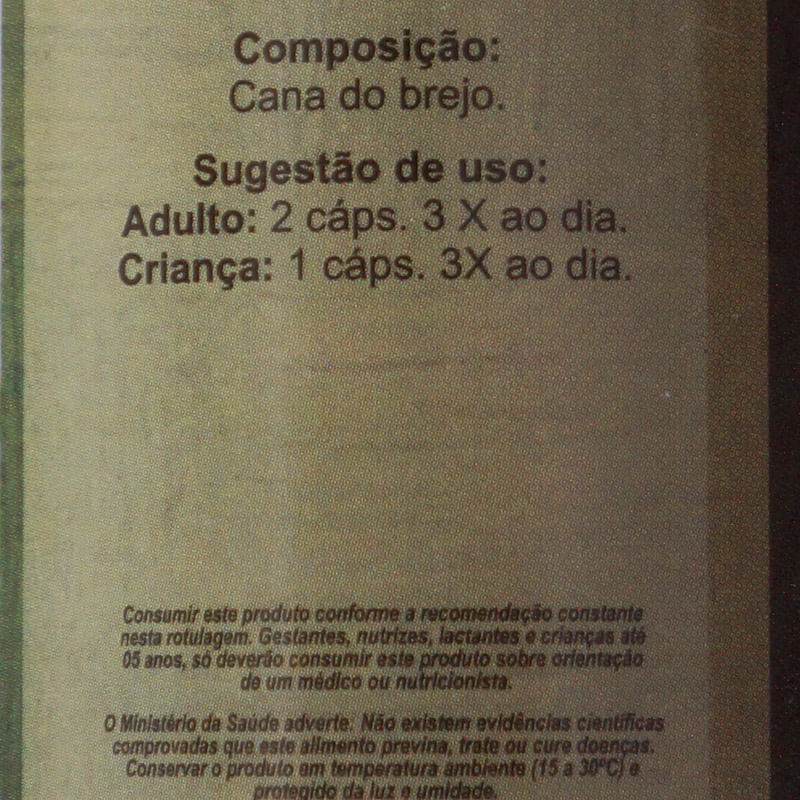 Composição:
Cana do brejo.
Sugestão de uso:
Adulto: 2 cáps. 3 X ao dia.
Criança: 1 cáps. 3X ao dia.
Consumir este produto conforme a recomendação constante
nesta rotulagem. Gestantes, nutrizes, lactantes e crianças até
05 anos, só deverão consumir este produto sobre orientação
de um médico ou nutricionista.
O Ministério da Saúde adverte: Não existem evidências científicas
comprovadas que este alimento previna, trate ou cure doenças.
Conservar o produto em temperatura ambiente (15 a 30ºC) e
protegido da luz e umidade.